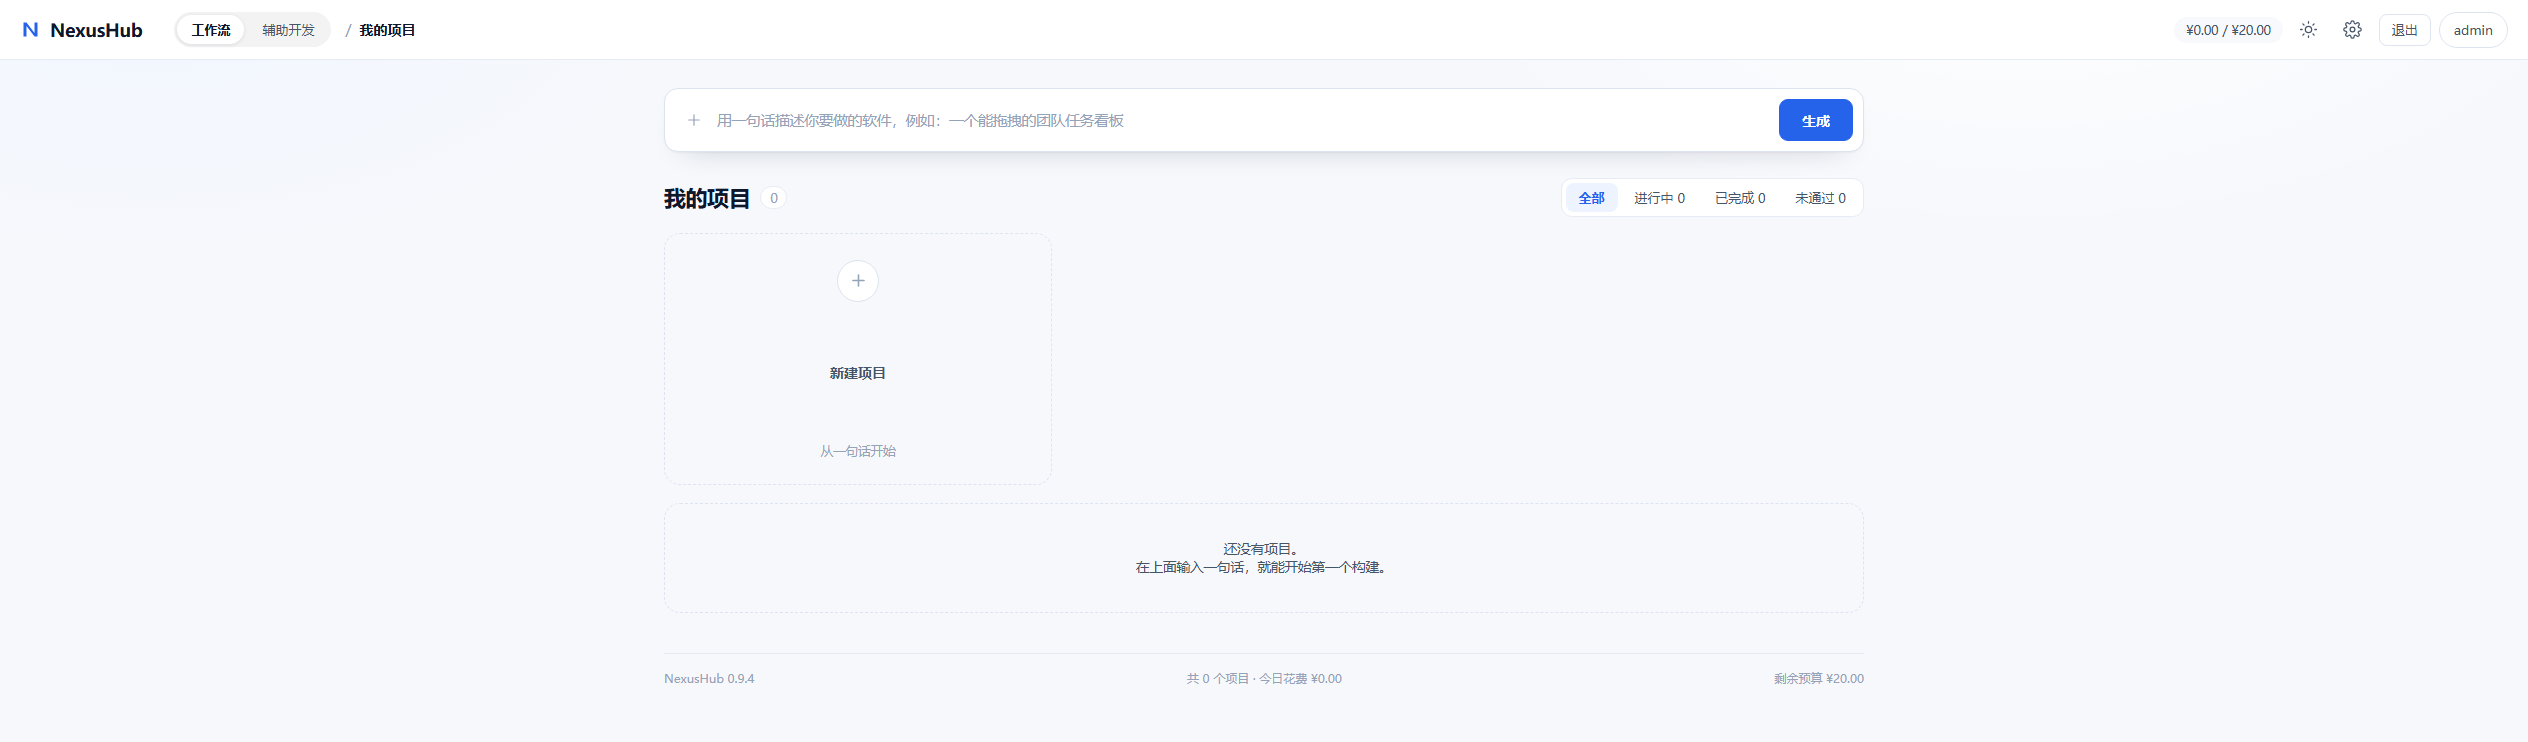 NexusHub 工作流 辅助开发 / 我的项目 ¥0.00 / ¥20.00 退出 admin
用一句话描述你要做的软件，例如：一个能拖拽的团队任务看板 生成
我的项目 0 全部 进行中 0 已完成 0 未通过 0
新建项目
从一句话开始
还没有项目。
在上面输入一句话，就能开始第一个构建。
NexusHub 0.9.4 共 0 个项目 · 今日花费 ¥0.00 剩余预算 ¥20.00